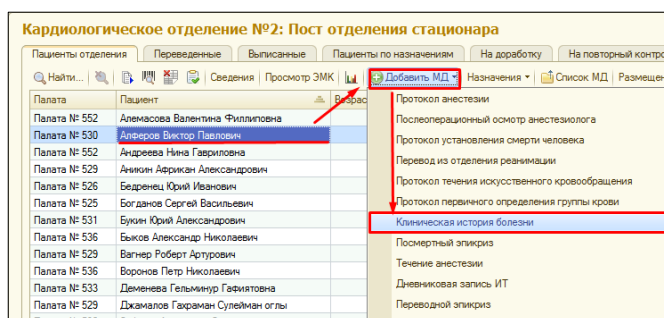 Кардиологическое отделение №2: Пост отделения стационара
Пациенты отделения Переведенные Выписанные Пациенты по назначениям На доработку На повторный контро
Найти... Сведения Просмотр ЭМК Добавить МД Назначения Список МД Размещен
Палата Пациент Возрас
Палата № 552 Алемасова Валентина Филлиповна
Палата № 530 Алферов Виктор Павлович
Палата № 552 Андреева Нина Гавриловна
Палата № 529 Аникин Африкан Александрович
Палата № 526 Бедренец Юрий Иванович
Палата № 525 Богданов Сергей Васильевич
Палата № 531 Букин Юрий Александрович
Палата № 536 Быков Александр Николаевич
Палата № 529 Вагнер Роберт Артурович
Палата № 536 Воронов Петр Николаевич
Палата № 533 Деменева Гельминур Гафиятовна
Палата № 529 Джамалов Гахраман Сулейман оглы
Протокол анестезии
Послеоперационный осмотр анестезиолога
Протокол установления смерти человека
Перевод из отделения реанимации
Протокол течения искусственного кровообращения
Протокол первичного определения группы крови
Клиническая история болезни
Посмертный эпикриз
Течение анестезии
Дневниковая запись ИТ
Переводной эпикриз